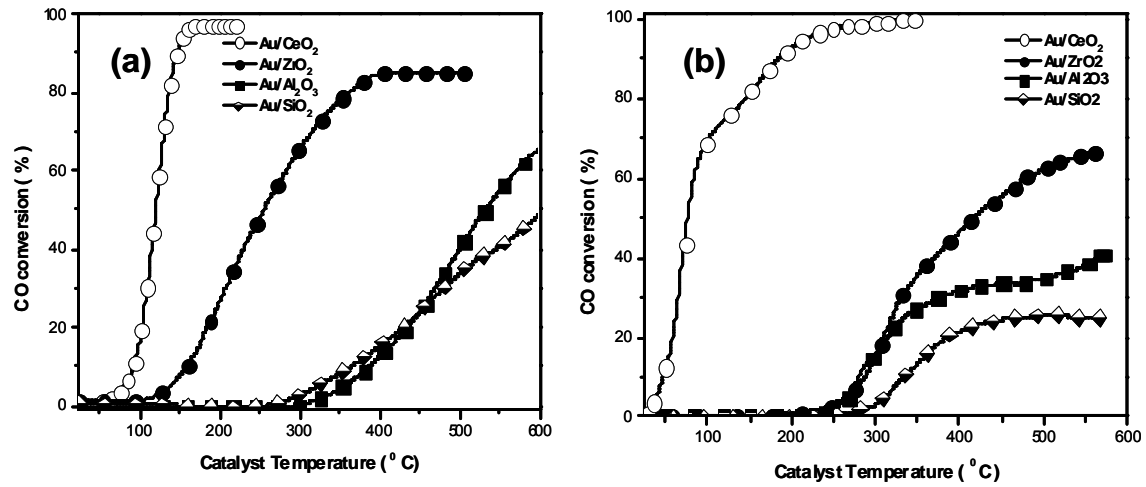 (a)
Au/CeO2
Au/ZrO2
Au/Al2O3
Au/SiO2
100
80
60
40
20
0
CO conversion ( % )
100 200 300 400 500 600
Catalyst Temperature ( ° C)
(b)
Au/CeO2
Au/ZrO2
Au/Al2O3
Au/SiO2
100
80
60
40
20
0
CO conversion ( % )
100 200 300 400 500 600
Catalyst Temperature ( ° C)